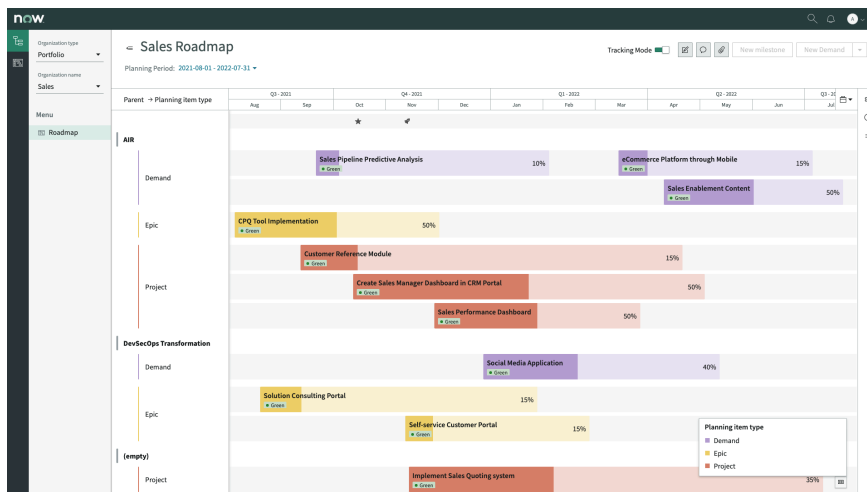 now.
A
Organization type
Portfolio
Organization name
Sales
Menu
Roadmap
Sales Roadmap
Planning Period: 2021-08-01 - 2022-07-31
Tracking Mode
New milestone
New Demand
Parent → Planning item type
Q3 - 2021
Q4 - 2021
Q1 - 2022
Q2 - 2022
Aug
Sep
Oct
Nov
Dec
Jan
Feb
Mar
Apr
May
Jun
Jul
AIR
Demand
Sales Pipeline Predictive Analysis
Green
10%
eCommerce Platform through Mobile
Green
15%
Sales Enablement Content
Green
50%
Epic
CPQ Tool Implementation
Green
50%
Project
Customer Reference Module
Green
15%
Create Sales Manager Dashboard in CRM Portal
Green
50%
Sales Performance Dashboard
Green
50%
DevSecOps Transformation
Demand
Social Media Application
Green
40%
Epic
Solution Consulting Portal
Green
15%
Self-service Customer Portal
Green
15%
(empty)
Project
Implement Sales Quoting system
Green
35%
Planning item type
Demand
Epic
Project